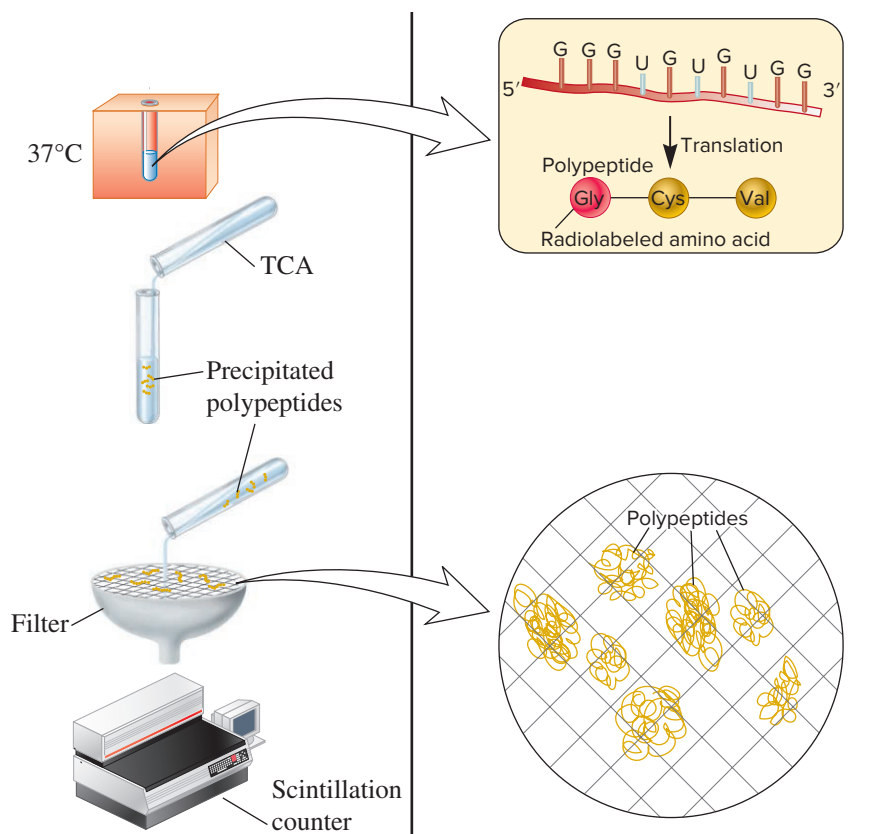 37°C
TCA
Precipitated
polypeptides
Filter
Scintillation
counter
G G G U G U G U G G
5′ 3′
Translation
Polypeptide
Gly Cys Val
Radiolabeled amino acid
Polypeptides